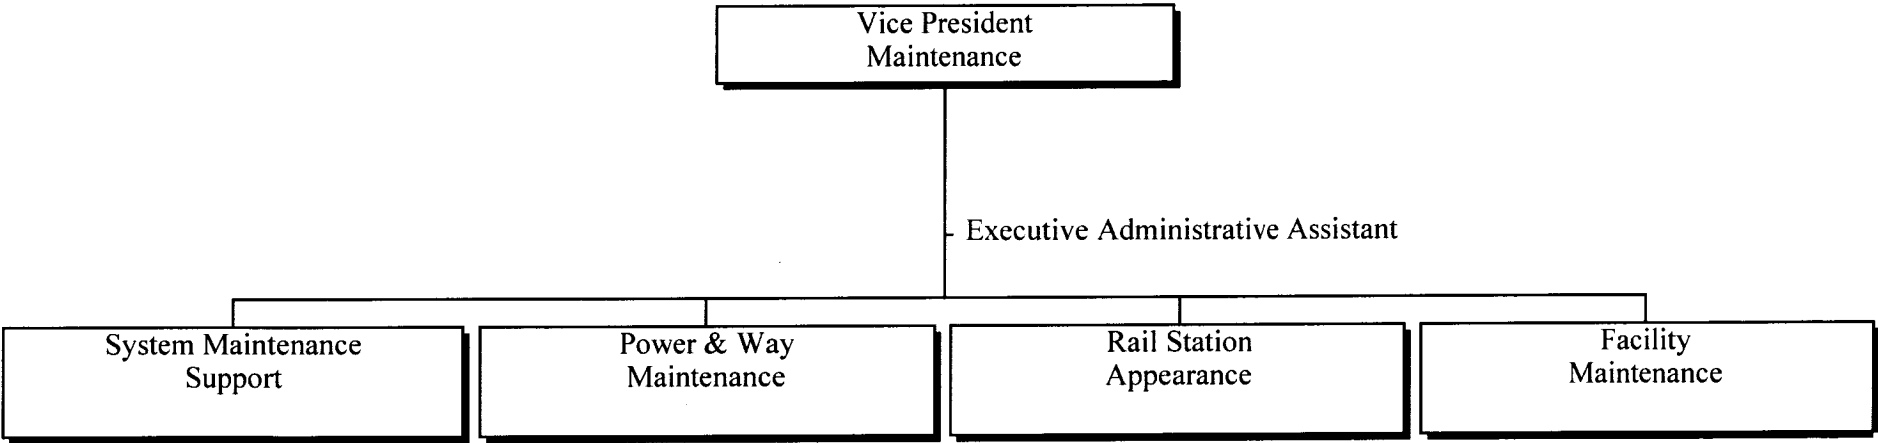 Vice President
Maintenance
Executive Administrative Assistant
System Maintenance
Support
Power & Way
Maintenance
Rail Station
Appearance
Facility
Maintenance